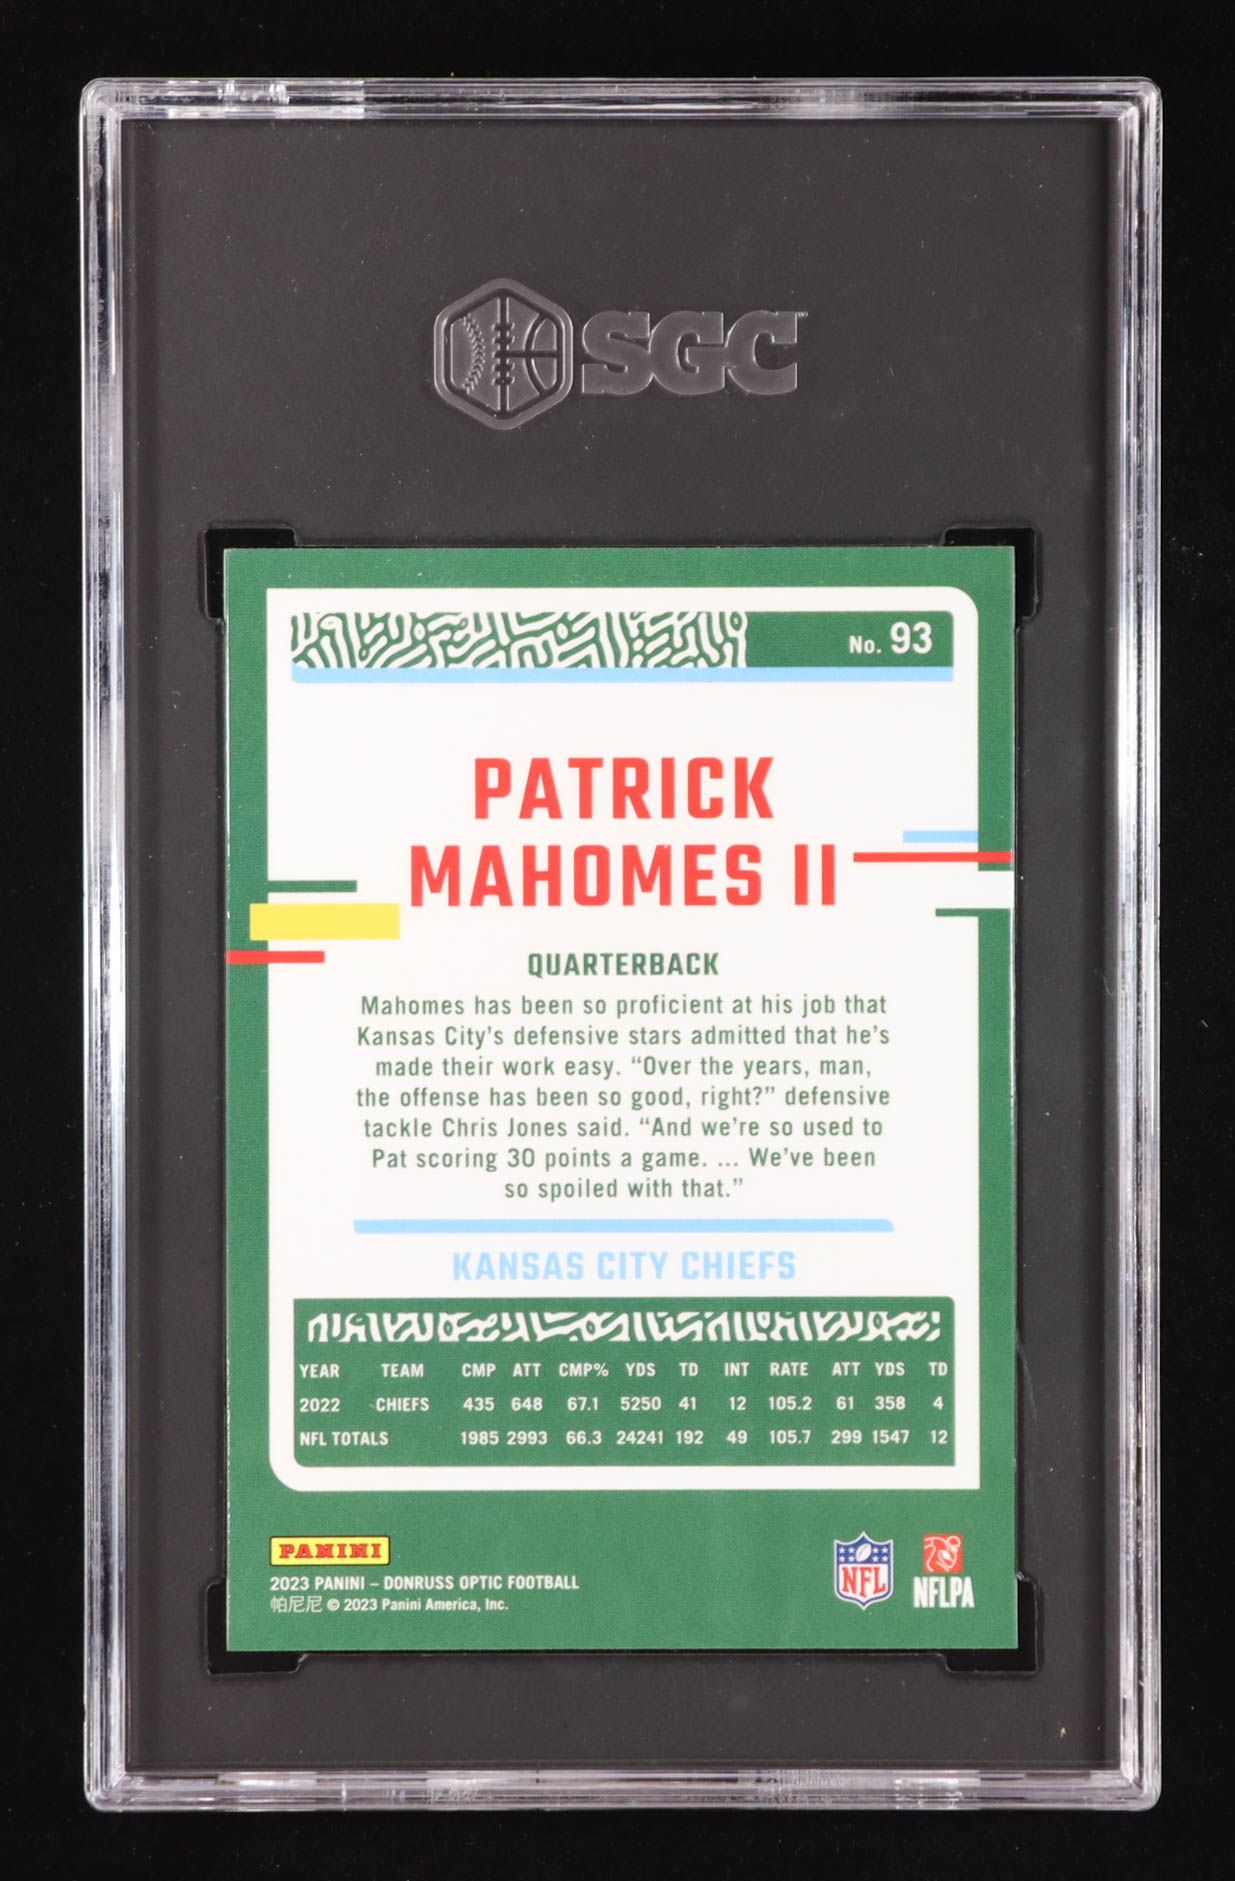 SGC
No. 93
PATRICK
MAHOMES II
QUARTERBACK
Mahomes has been so proficient at his job that
Kansas City's defensive stars admitted that he's
made their work easy. “Over the years, man,
the offense has been so good, right?” defensive
tackle Chris Jones said. “And we're so used to
Pat scoring 30 points a game. ... We've been
so spoiled with that.”
KANSAS CITY CHIEFS
YEAR TEAM CMP ATT CMP% YDS TD INT RATE ATT YDS TD
2022 CHIEFS 435 648 67.1 5250 41 12 105.2 61 358 4
NFL TOTALS 1985 2993 66.3 24241 192 49 105.7 299 1547 12
PANINI
2023 PANINI – DONRUSS OPTIC FOOTBALL
帕尼尼 © 2023 Panini America, Inc.
NFL
NFLPA